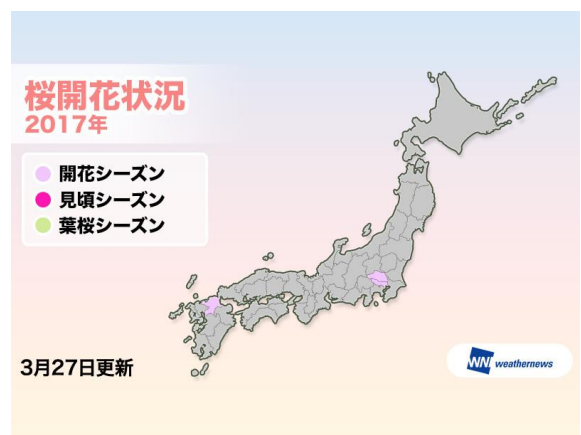 桜開花状況
2017年
開花シーズン
見頃シーズン
葉桜シーズン
3月27日更新
WNI weathernews